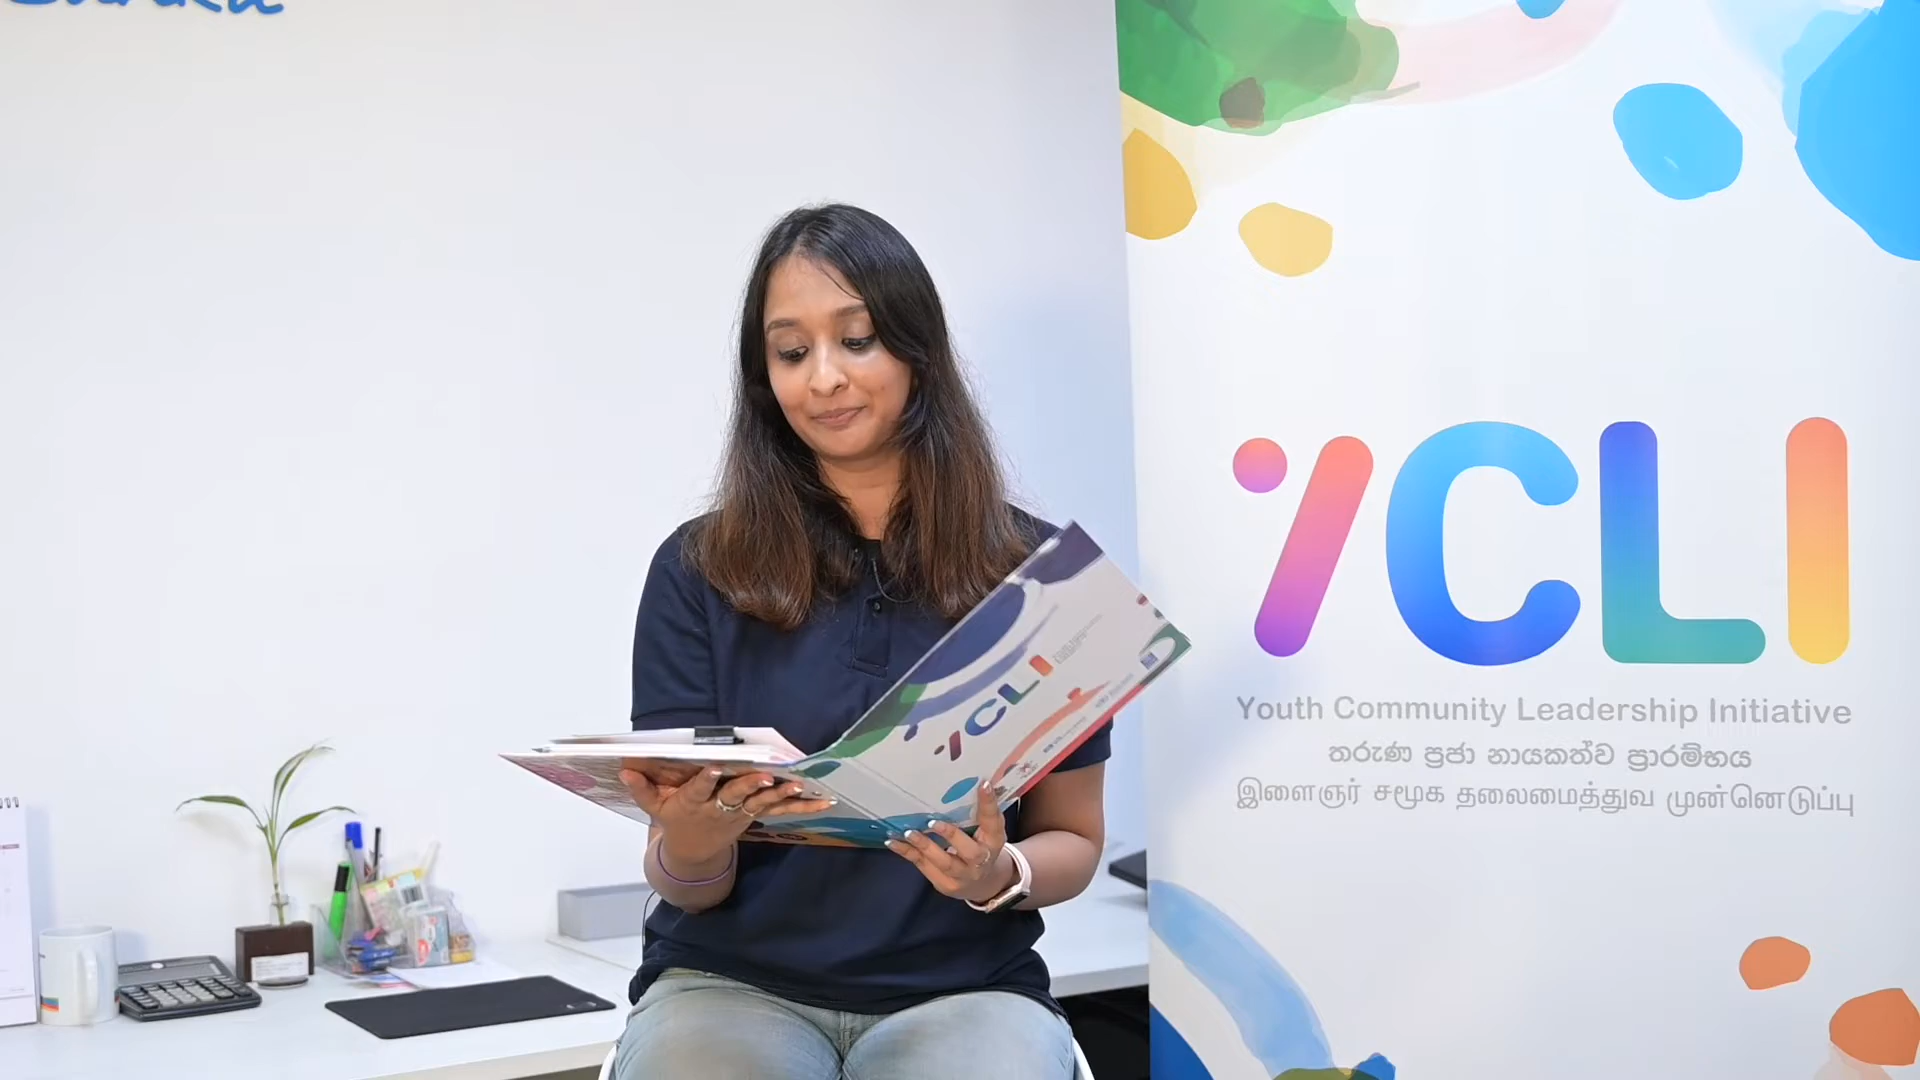 YCLI
Youth Community Leadership Initiative
තරුණ ප්‍රජා නායකත්ව ප්‍රාරම්භය
இளைஞர் சமூக தலைமைத்துவ முன்னெடுப்பு
YCLI